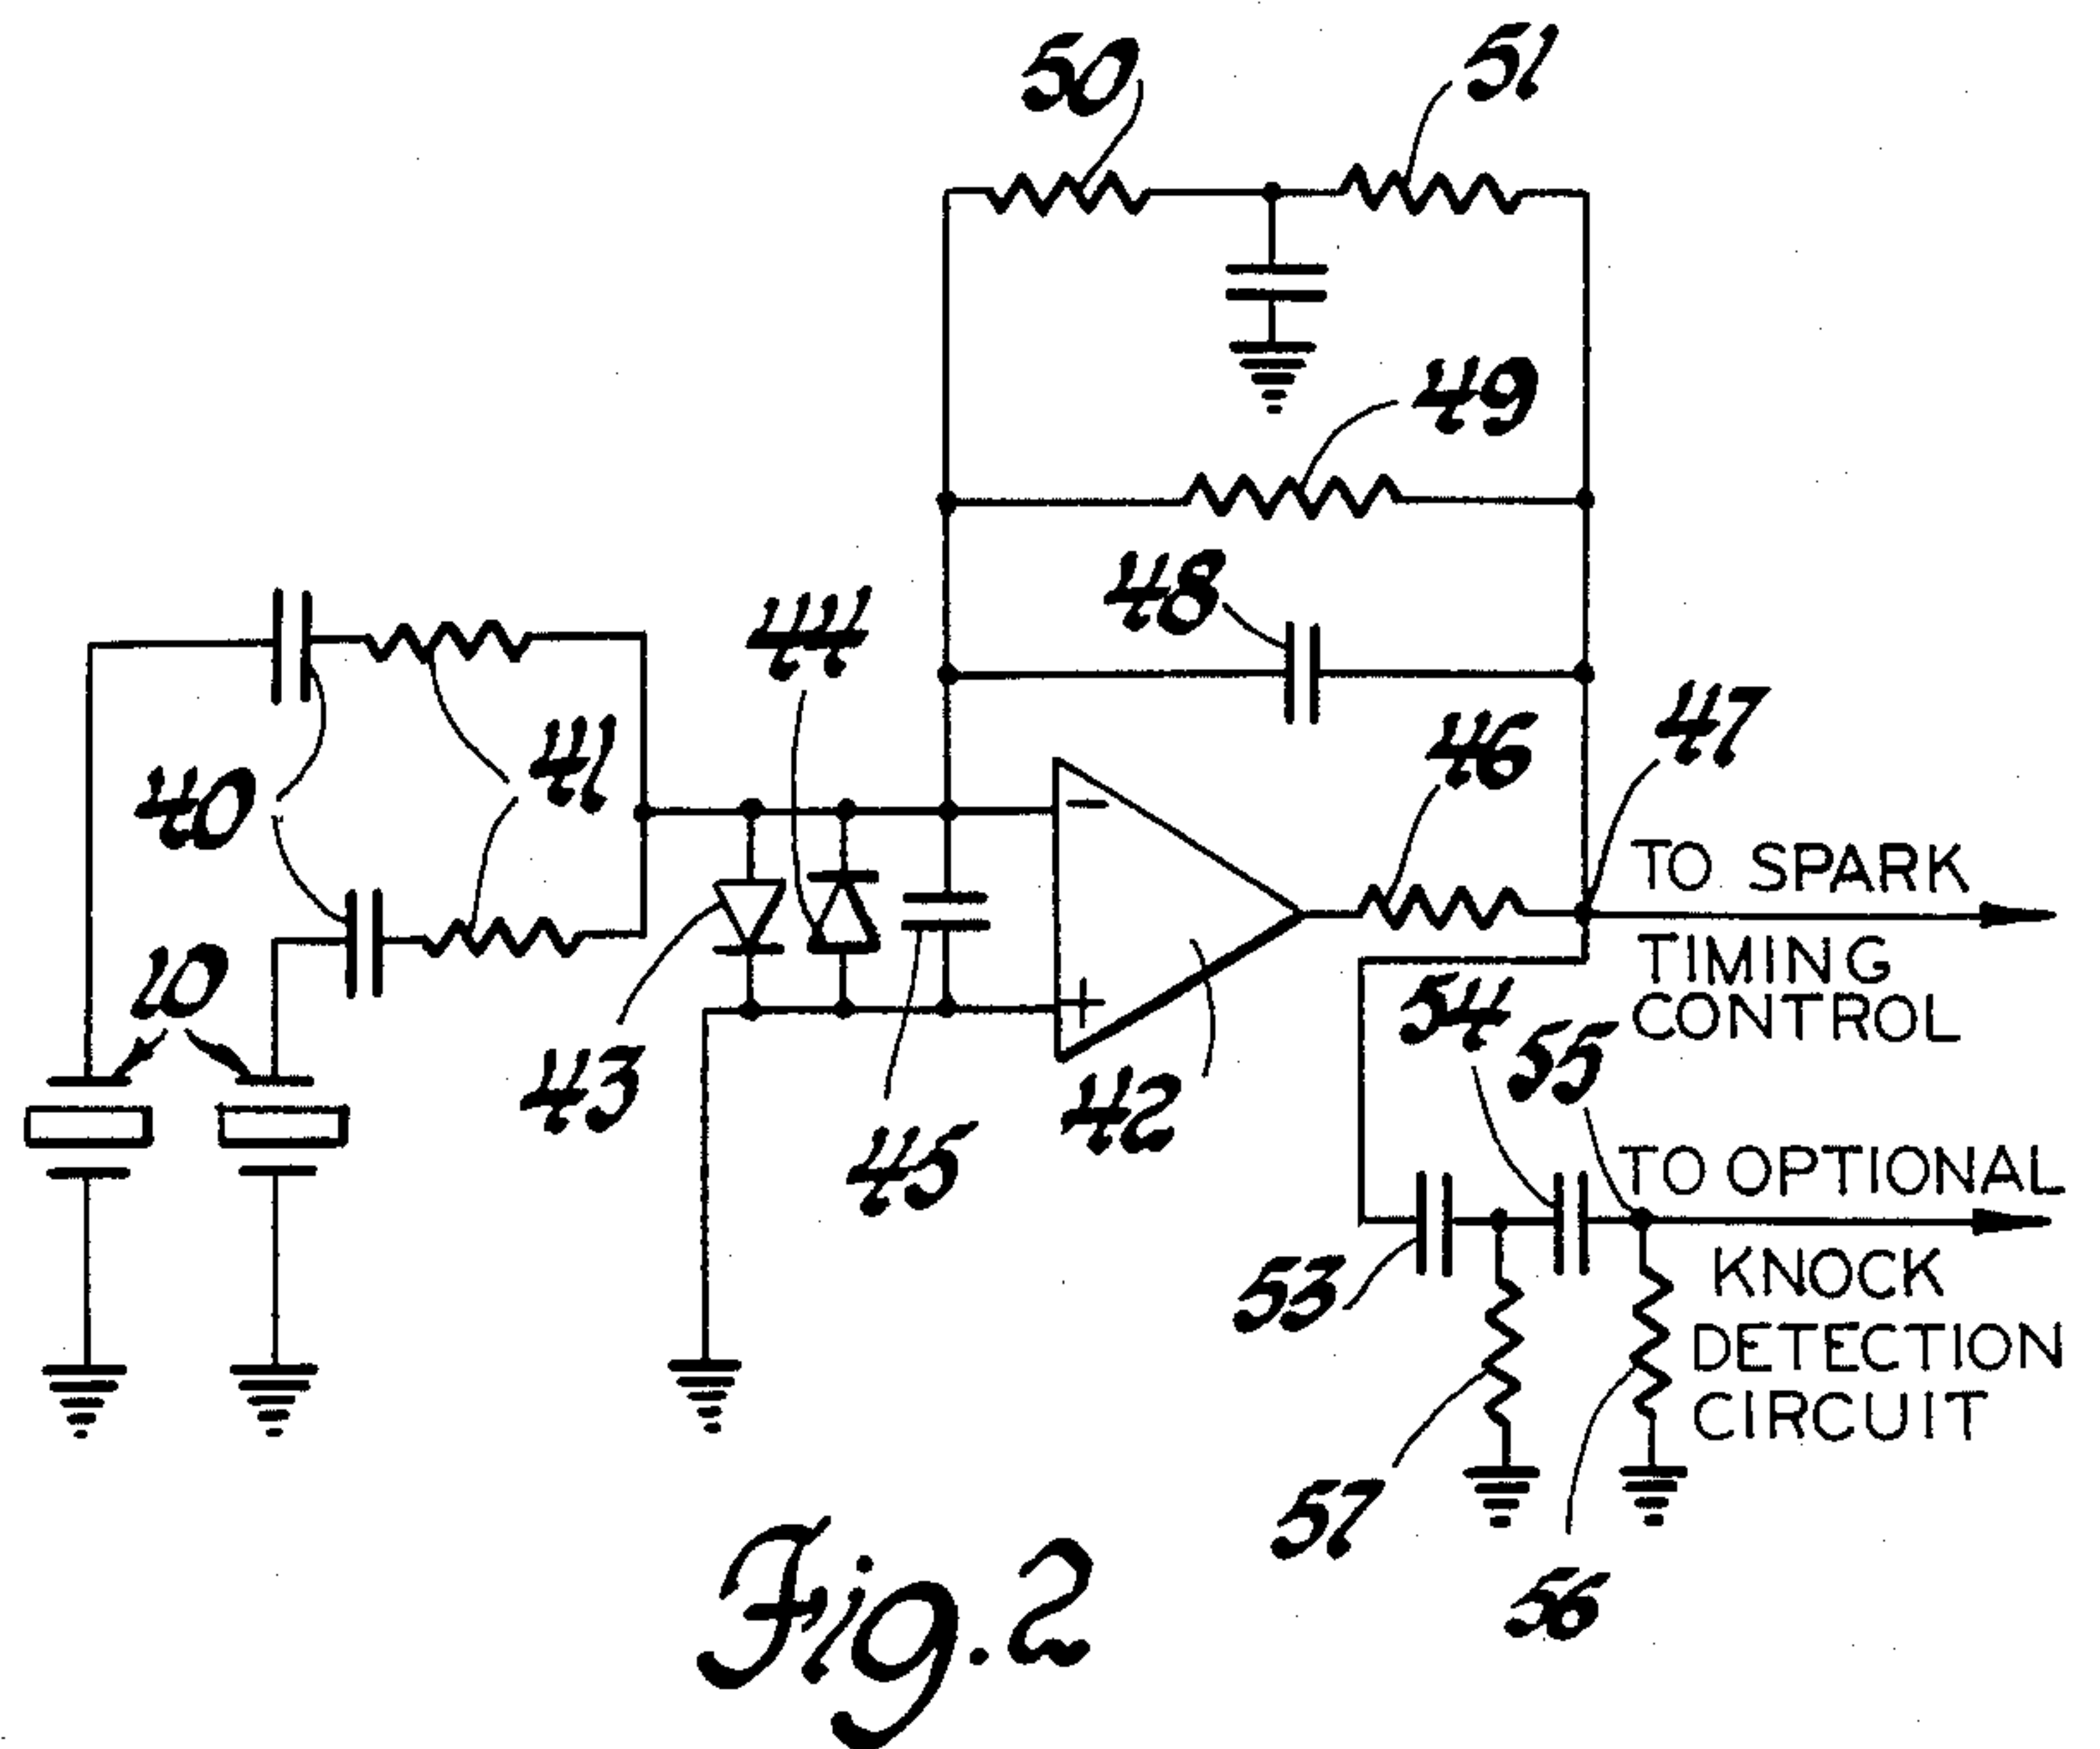 50
51
49
48
44
46
47
41
40
TO SPARK
TIMING
CONTROL
10
54
55
43
42
45
TO OPTIONAL
KNOCK
DETECTION
CIRCUIT
53
57
56
Fig. 2
− 
+